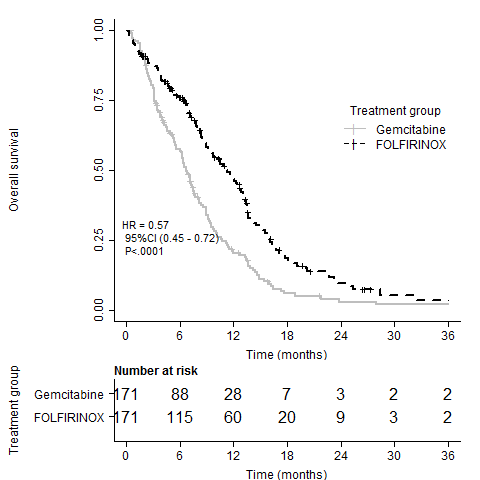 1.00
0.75
0.50
0.25
0.00
Overall survival
Treatment group
Gemcitabine
FOLFIRINOX
HR = 0.57
95%CI (0.45 - 0.72)
P<.0001
0 6 12 18 24 30 36
Time (months)
Number at risk
Treatment group
Gemcitabine 171 88 28 7 3 2 2
FOLFIRINOX 171 115 60 20 9 3 2
0 6 12 18 24 30 36
Time (months)